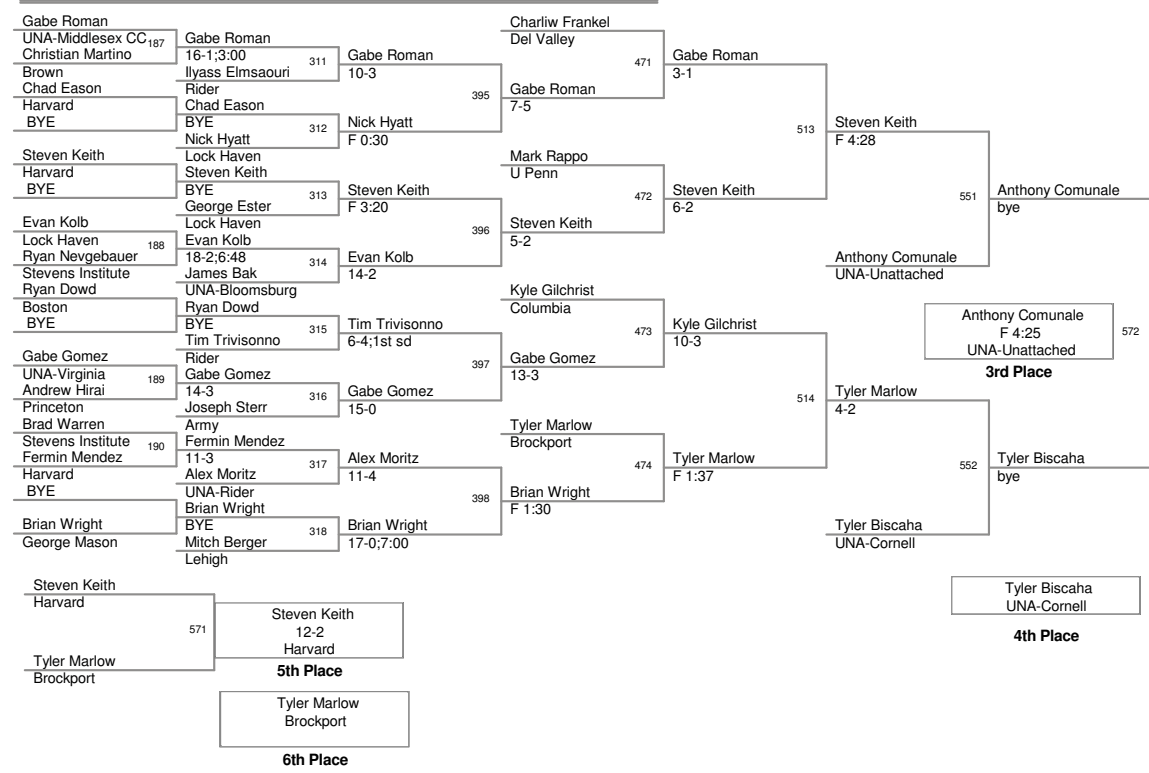 Gabe Roman
UNA-Middlesex CC
187
Christian Martino
Brown
Chad Eason
Harvard
BYE
Steven Keith
Harvard
BYE
Evan Kolb
Lock Haven
188
Ryan Nevgebauer
Stevens Institute
Ryan Dowd
Boston
BYE
Gabe Gomez
UNA-Virginia
189
Andrew Hirai
Princeton
Brad Warren
Stevens Institute
190
Fermin Mendez
Harvard
BYE
Brian Wright
George Mason
Gabe Roman
16-1;3:00
311
Ilyass Elmsaouri
Rider
Chad Eason
BYE
312
Nick Hyatt
Lock Haven
Steven Keith
BYE
313
George Ester
Lock Haven
Evan Kolb
18-2;6:48
314
James Bak
UNA-Bloomsburg
Ryan Dowd
BYE
315
Tim Trivisonno
Rider
Gabe Gomez
14-3
316
Joseph Sterr
Army
Fermin Mendez
11-3
317
Alex Moritz
UNA-Rider
Brian Wright
BYE
318
Mitch Berger
Lehigh
Gabe Roman
10-3
395
Nick Hyatt
F 0:30
Steven Keith
F 3:20
396
Evan Kolb
14-2
Tim Trivisonno
6-4;1st sd
397
Gabe Gomez
15-0
Alex Moritz
11-4
398
Brian Wright
17-0;7:00
Charliw Frankel
Del Valley
471
Gabe Roman
7-5
Mark Rappo
U Penn
472
Steven Keith
5-2
Kyle Gilchrist
Columbia
473
Gabe Gomez
13-3
Tyler Marlow
Brockport
474
Brian Wright
F 1:30
Gabe Roman
3-1
513
Steven Keith
6-2
Kyle Gilchrist
10-3
514
Tyler Marlow
F 1:37
Steven Keith
F 4:28
551
Anthony Comunale
UNA-Unattached
Tyler Marlow
4-2
552
Tyler Biscaha
UNA-Cornell
Anthony Comunale
bye
Anthony Comunale
F 4:25
UNA-Unattached
572
3rd Place
Tyler Biscaha
bye
Tyler Biscaha
UNA-Cornell
4th Place
Steven Keith
Harvard
571
Tyler Marlow
Brockport
Steven Keith
12-2
Harvard
5th Place
Tyler Marlow
Brockport
6th Place